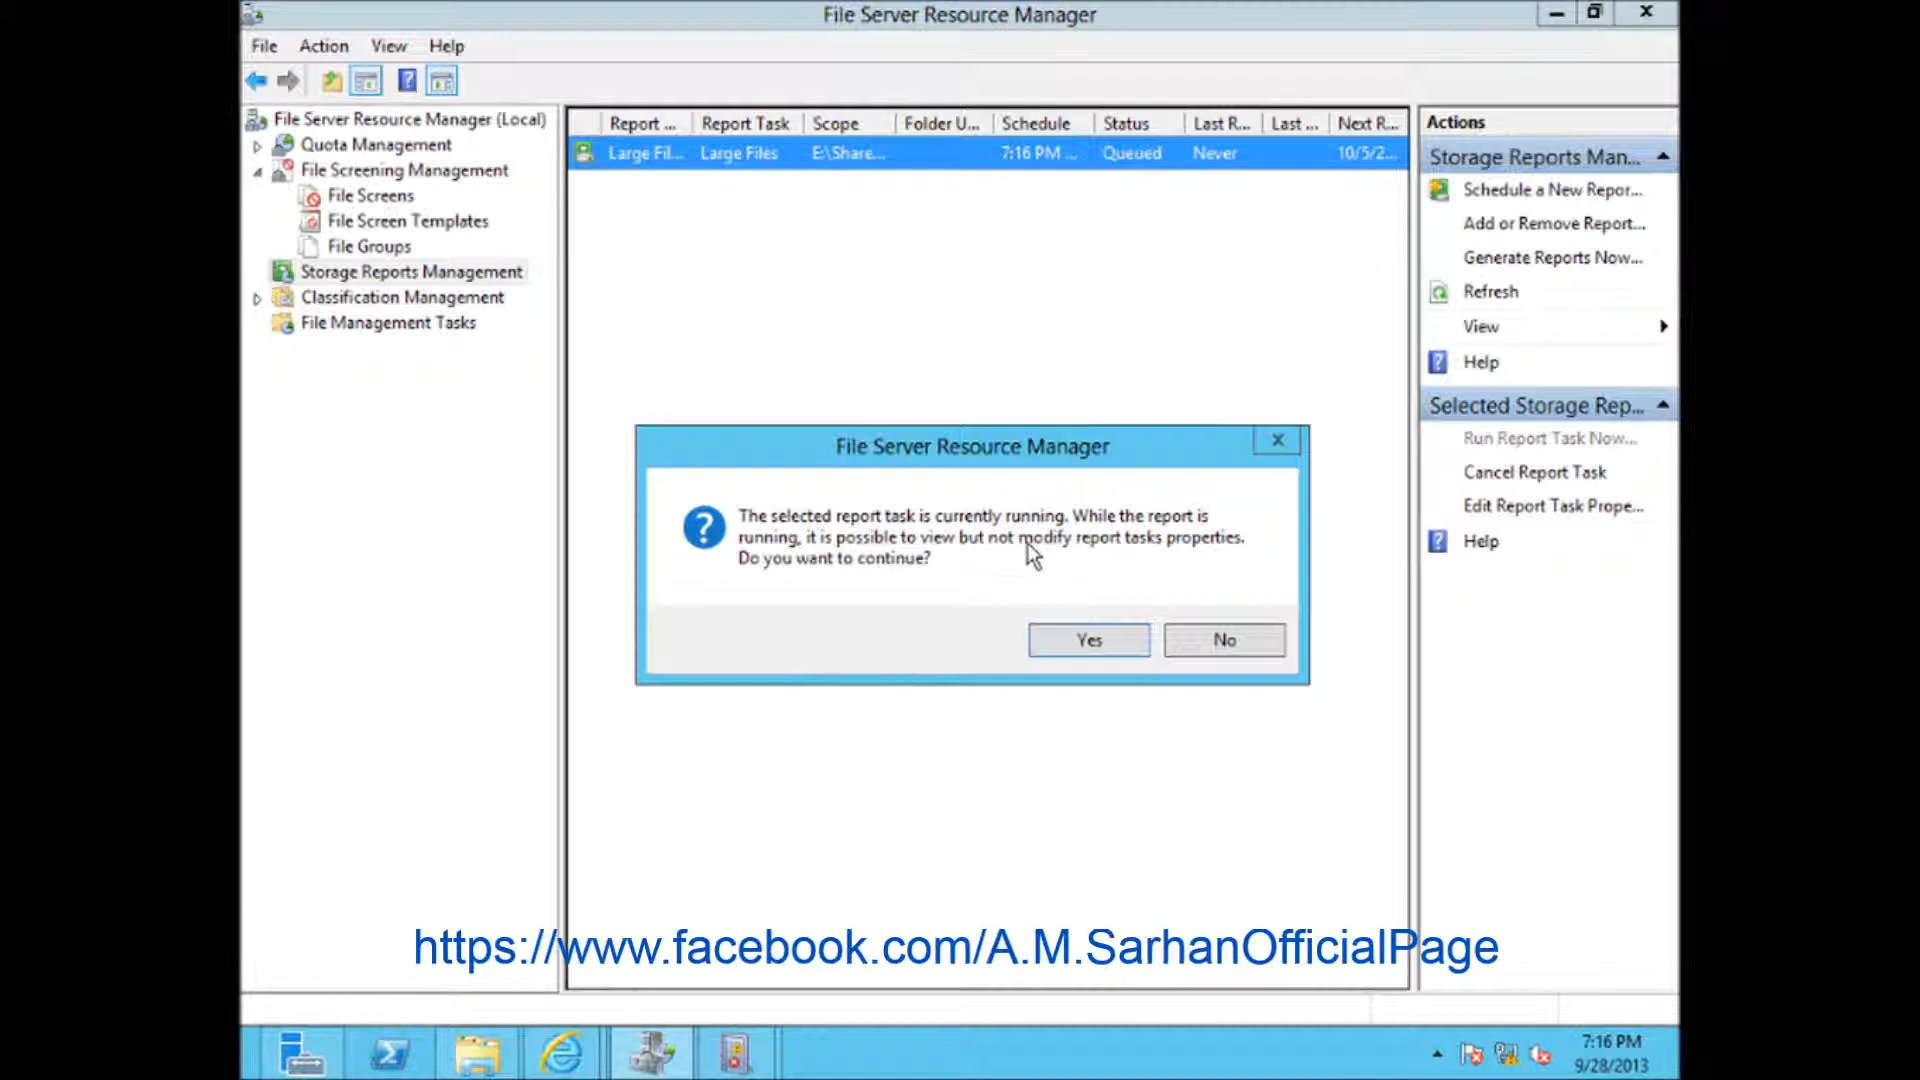 File Server Resource Manager
File Action View Help
File Server Resource Manager (Local)
Quota Management
File Screening Management
File Screens
File Screen Templates
File Groups
Storage Reports Management
Classification Management
File Management Tasks
Report ... Report Task Scope Folder U... Schedule Status Last R... Last ... Next R...
Large Fil... Large Files E:\Share... 7:16 PM ... Queued Never 10/5/2...
Actions
Storage Reports Man...
Schedule a New Repor...
Add or Remove Report...
Generate Reports Now...
Refresh
View
Help
Selected Storage Rep...
Run Report Task Now...
Cancel Report Task
Edit Report Task Prope...
Help
File Server Resource Manager
The selected report task is currently running. While the report is
running, it is possible to view but not modify report tasks properties.
Do you want to continue?
Yes No
https://www.facebook.com/A.M.SarhanOfficialPage
7:16 PM
9/28/2013